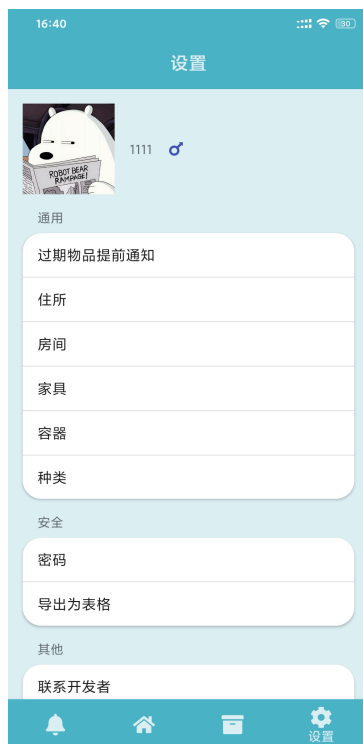 16:40
30
设置
ROBOT BEAR
RAMPAGE!
1111
通用
过期物品提前通知
住所
房间
家具
容器
种类
安全
密码
导出为表格
其他
联系开发者
设置